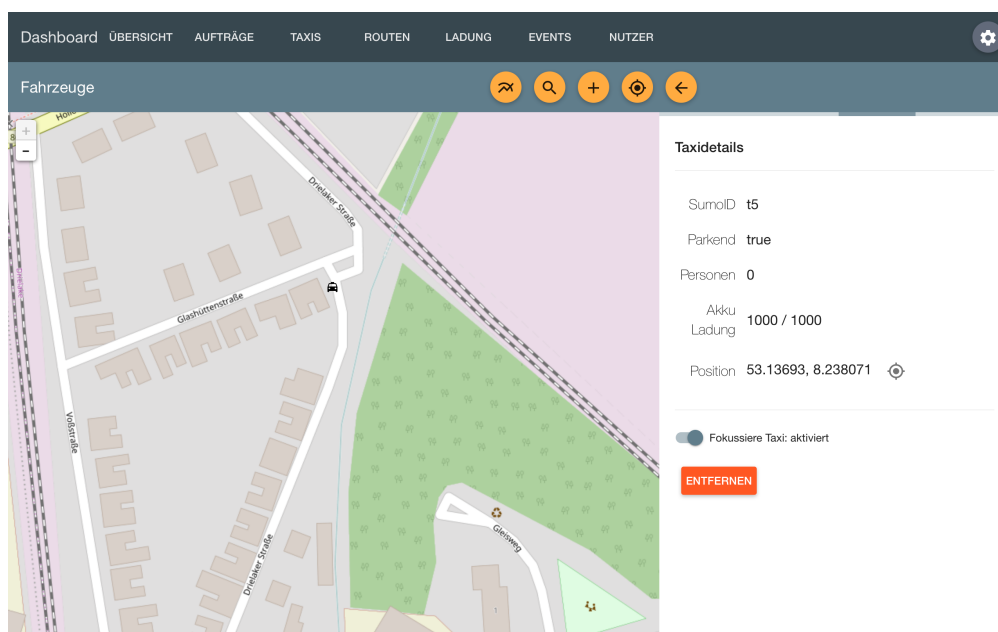 Dashboard ÜBERSICHT AUFTRÄGE TAXIS ROUTEN LADUNG EVENTS NUTZER
Fahrzeuge
+
-
Drielaker Straße
Glashüttenstraße
Voßstraße
Drielaker Straße
Gleisweg
1
Taxidetails
SumoID t5
Parkend true
Personen 0
Akku
Ladung 1000 / 1000
Position 53.13693, 8.238071
Fokussiere Taxi: aktiviert
ENTFERNEN